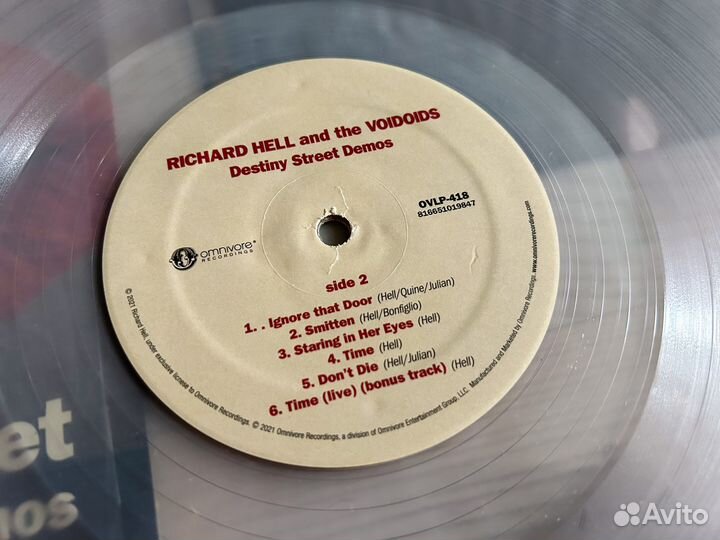 RICHARD HELL and the VOIDOIDS
Destiny Street Demos
OVLP-418
816651019847
omnivore
RECORDINGS
side 2
1. . Ignore that Door (Hell/Quine/Julian)
2. Smitten (Hell/Bonfiglio)
3. Staring in Her Eyes (Hell)
4. Time (Hell)
5. Don't Die (Hell/Julian)
6. Time (live) (bonus track) (Hell)
© 2021 Richard Hell, under exclusive license to Omnivore Recordings. © 2021 Omnivore Recordings, a division of Omnivore Entertainment Group, LLC. Manufactured and Marketed by Omnivore Recordings. www.omnivorerecordings.com
et
mos
Avito